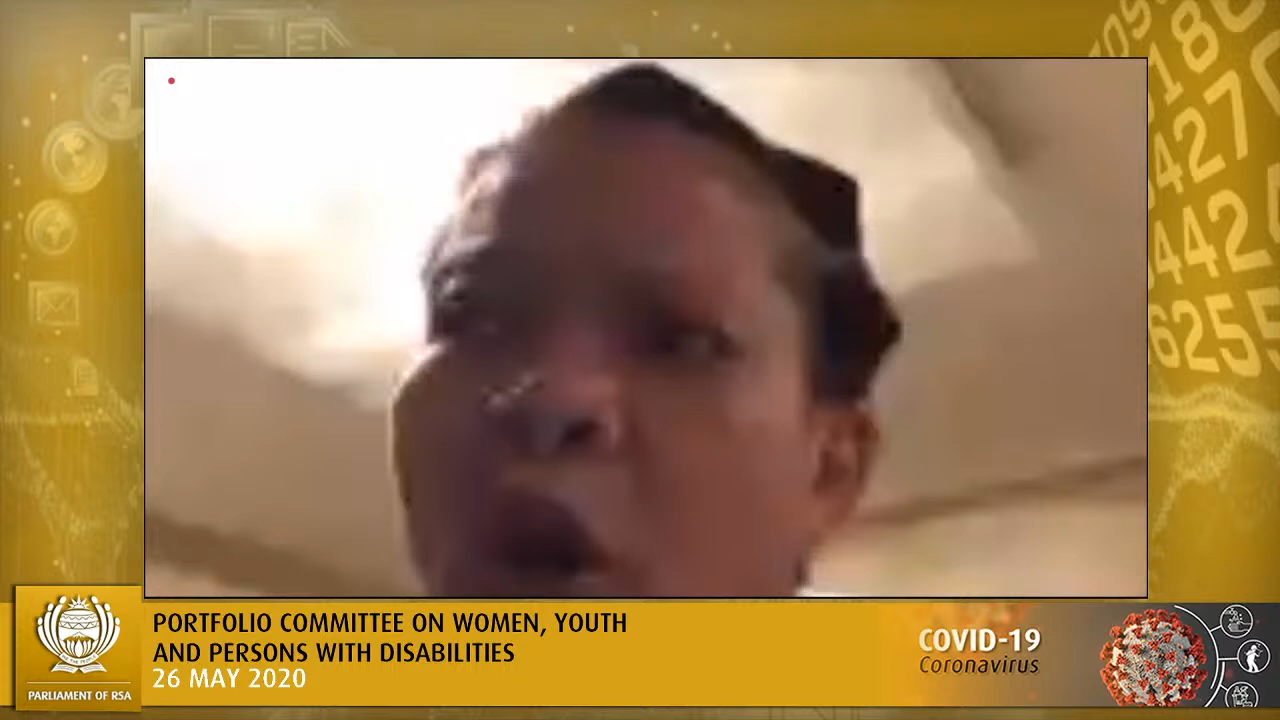 PORTFOLIO COMMITTEE ON WOMEN, YOUTH
AND PERSONS WITH DISABILITIES
26 MAY 2020
PARLIAMENT OF RSA
COVID-19
Coronavirus